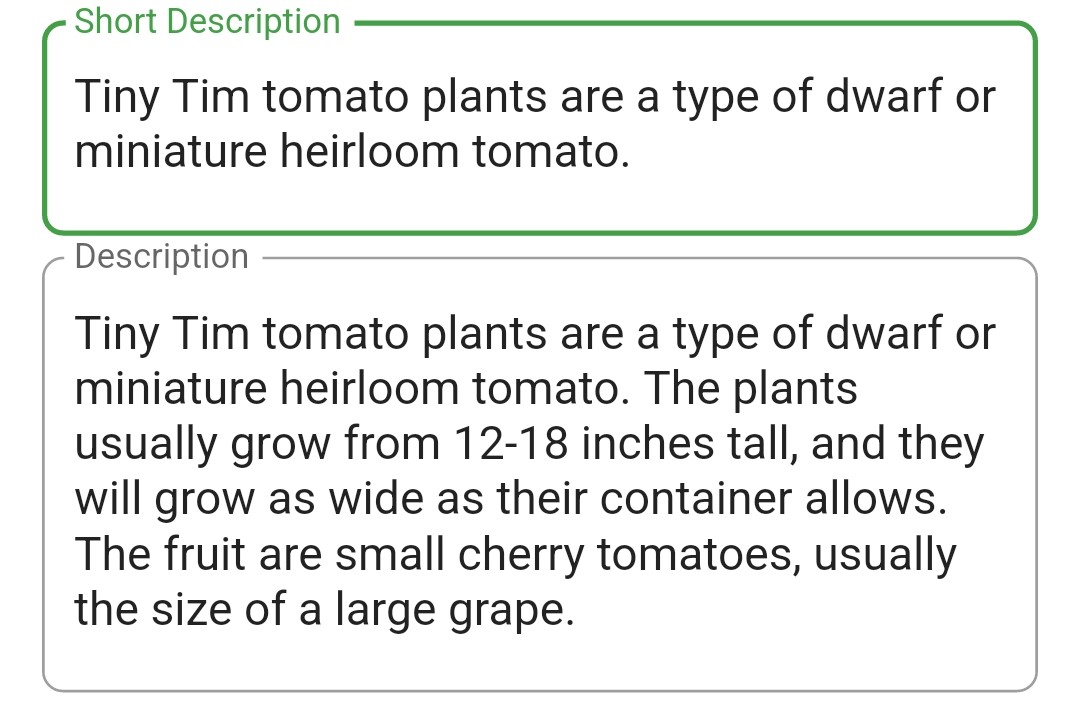 Short Description
Tiny Tim tomato plants are a type of dwarf or
miniature heirloom tomato.
Description
Tiny Tim tomato plants are a type of dwarf or
miniature heirloom tomato. The plants
usually grow from 12-18 inches tall, and they
will grow as wide as their container allows.
The fruit are small cherry tomatoes, usually
the size of a large grape.